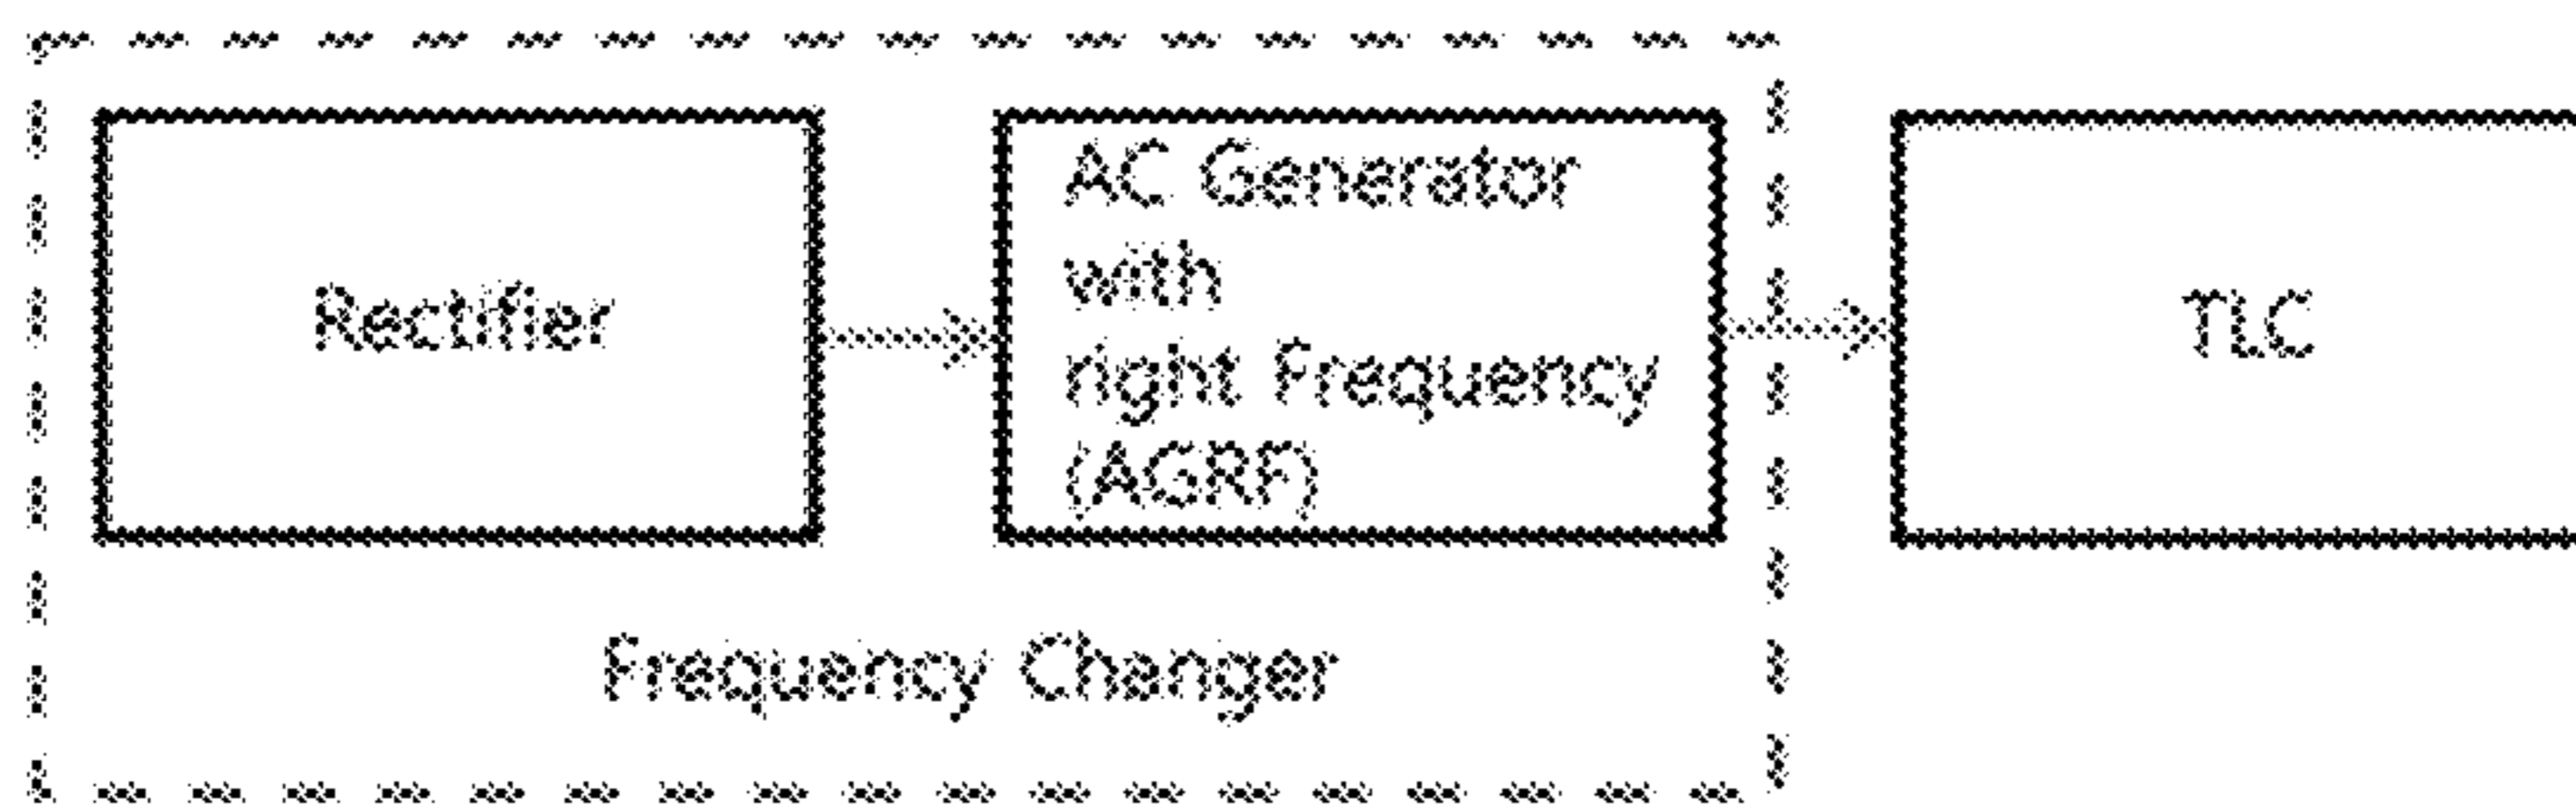 Rectifier
AC Generator
with
right Frequency
(AGRF)
TLC
Frequency Changer